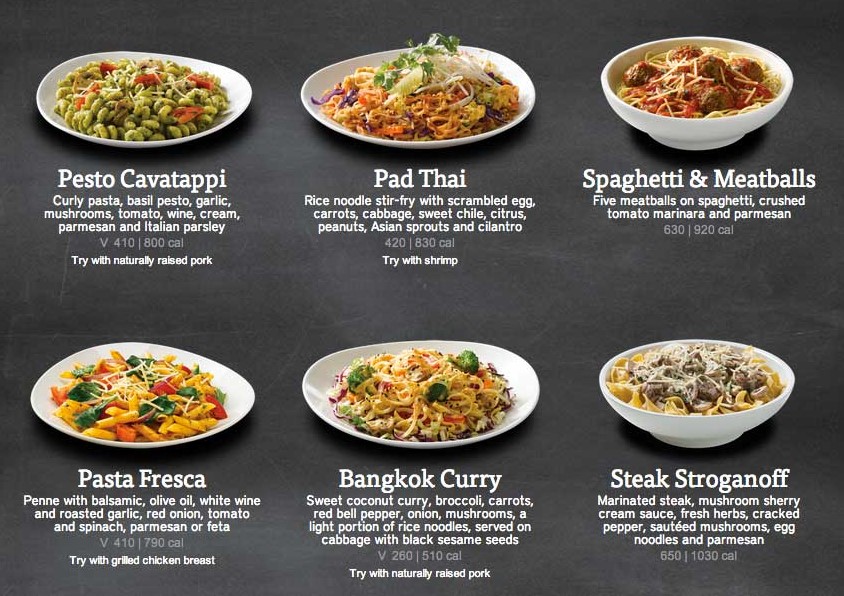 Pesto Cavatappi
Curly pasta, basil pesto, garlic,
mushrooms, tomato, wine, cream,
parmesan and Italian parsley
V 410 | 800 cal
Try with naturally raised pork
Pad Thai
Rice noodle stir-fry with scrambled egg,
carrots, cabbage, sweet chile, citrus,
peanuts, Asian sprouts and cilantro
420 | 830 cal
Try with shrimp
Spaghetti & Meatballs
Five meatballs on spaghetti, crushed
tomato marinara and parmesan
630 | 920 cal
Pasta Fresca
Penne with balsamic, olive oil, white wine
and roasted garlic, red onion, tomato
and spinach, parmesan or feta
V 410 | 790 cal
Try with grilled chicken breast
Bangkok Curry
Sweet coconut curry, broccoli, carrots,
red bell pepper, onion, mushrooms, a
light portion of rice noodles, served on
cabbage with black sesame seeds
V 260 | 510 cal
Try with naturally raised pork
Steak Stroganoff
Marinated steak, mushroom sherry
cream sauce, fresh herbs, cracked
pepper, sautéed mushrooms, egg
noodles and parmesan
650 | 1030 cal